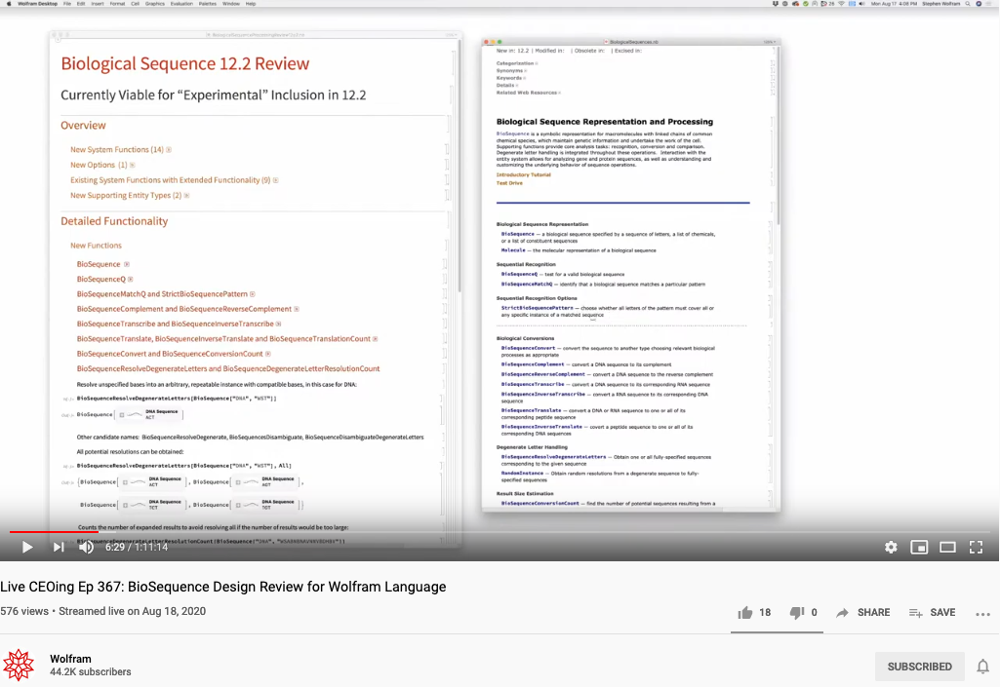 Wolfram Desktop File Edit Insert Format Cell Graphics Evaluation Palettes Window Help
Mon Aug 17 4:08 PM Stephen Wolfram
Biological Sequence 12.2 Review
Currently Viable for “Experimental” Inclusion in 12.2
Overview
New System Functions (14)
New Options (1)
Existing System Functions with Extended Functionality (9)
New Supporting Entity Types (2)
Detailed Functionality
New Functions
BioSequence
BioSequenceQ
BioSequenceMatchQ and StrictBioSequencePattern
BioSequenceComplement and BioSequenceReverseComplement
BioSequenceTranscribe and BioSequenceInverseTranscribe
BioSequenceTranslate, BioSequenceInverseTranslate and BioSequenceTranslationCount
BioSequenceConvert and BioSequenceConversionCount
BioSequenceResolveDegenerateLetters and BioSequenceDegenerateLetterResolutionCount
Resolve unspecified bases into an arbitrary, repeatable instance with compatible bases, in this case for DNA:
BioSequenceResolveDegenerateLetters[BioSequence["DNA", "WST"]]
BioSequence[ DNA Sequence
ACT ]
Other candidate names: BioSequenceResolveDegenerate, BioSequencesDisambiguate, BioSequenceDisambiguateDegenerateLetters
All potential resolutions can be obtained:
BioSequenceResolveDegenerateLetters[BioSequence["DNA", "WST"], All]
{BioSequence[ DNA Sequence
ACT ], BioSequence[ DNA Sequence
AGT ],
BioSequence[ DNA Sequence
TCT ], BioSequence[ DNA Sequence
TGT ]}
Counts the number of expanded results to avoid resolving all if the number of results would be too large:
BiologicalSequences.nb
New in: 12.2 | Modified in: | Obsolete in: | Excised in:
Categorization
Synonyms
Keywords
Details
Related Web Resources
Biological Sequence Representation and Processing
BioSequence is a symbolic representation for macromolecules with linked chains of common
chemical species, which maintain genetic information and undertake the work of the cell.
Supporting functions provide core analysis tasks: recognition, conversion and comparison.
Degenerate letter handling is integrated throughout these operations. Interaction with the
entity system allows for analyzing gene and protein sequences, as well as understanding and
customizing the underlying behavior of sequence operations.
Introductory Tutorial
Test Drive
Biological Sequence Representation
BioSequence — a biological sequence specified by a sequence of letters, a list of chemicals,
or a list of constituent sequences
Molecule — the molecular representation of a biological sequence
Sequential Recognition
BioSequenceQ — test for a valid biological sequence
BioSequenceMatchQ — identify that a biological sequence matches a particular pattern
Sequential Recognition Options
StrictBioSequencePattern — choose whether all letters of the pattern must cover all or
any specific instance of a matched sequence
Biological Conversions
BioSequenceConvert — convert the sequence to another type choosing relevant biological
processes as appropriate
BioSequenceComplement — convert a DNA sequence to its complement
BioSequenceReverseComplement — convert a DNA sequence to the reverse complement
BioSequenceTranscribe — convert a DNA sequence to its corresponding RNA sequence
BioSequenceInverseTranscribe — convert a RNA sequence to its corresponding DNA
sequence
BioSequenceTranslate — convert a DNA or RNA sequence to one or all of its
corresponding peptide sequence
BioSequenceInverseTranslate — covert a peptide sequence to one or all of its
corresponding DNA sequences
Degenerate Letter Handling
BioSequenceResolveDegenerateLetters — Obtain one or all fully-specified sequences
corresponding to the given sequence
RandomInstance — Obtain random resolutions from a degenerate sequence to fully-
specified sequences
Result Size Estimation
BioSequenceConversionCount — find the number of potential sequences resulting from a
6:29 / 1:11:14
Live CEOing Ep 367: BioSequence Design Review for Wolfram Language
576 views • Streamed live on Aug 18, 2020
18
0
SHARE
SAVE
Wolfram
44.2K subscribers
SUBSCRIBED